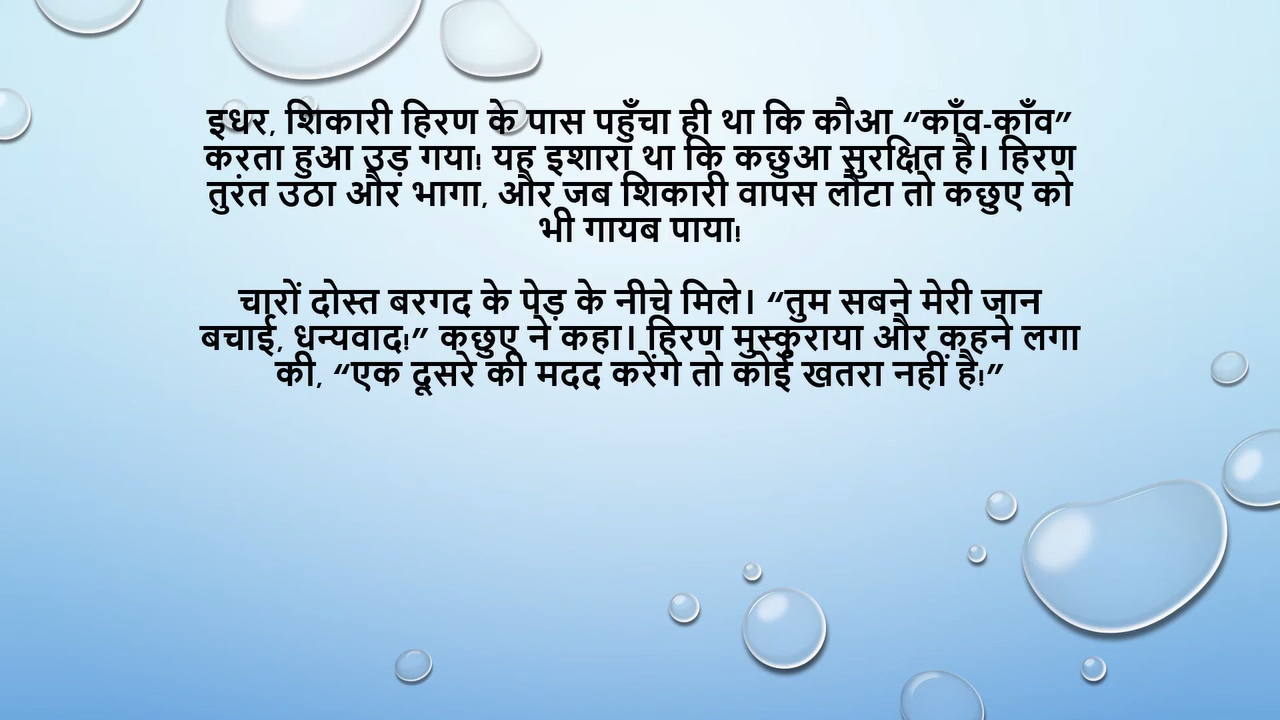 इधर, शिकारी हिरण के पास पहुँचा ही था कि कौआ “काँव-काँव”
करता हुआ उड़ गया! यह इशारा था कि कछुआ सुरक्षित है। हिरण
तुरंत उठा और भागा, और जब शिकारी वापस लौटा तो कछुए को
भी गायब पाया!
चारों दोस्त बरगद के पेड़ के नीचे मिले। “तुम सबने मेरी जान
बचाई, धन्यवाद!” कछुए ने कहा। हिरण मुस्कुराया और कहने लगा
की, “एक दूसरे की मदद करेंगे तो कोई खतरा नहीं है!”